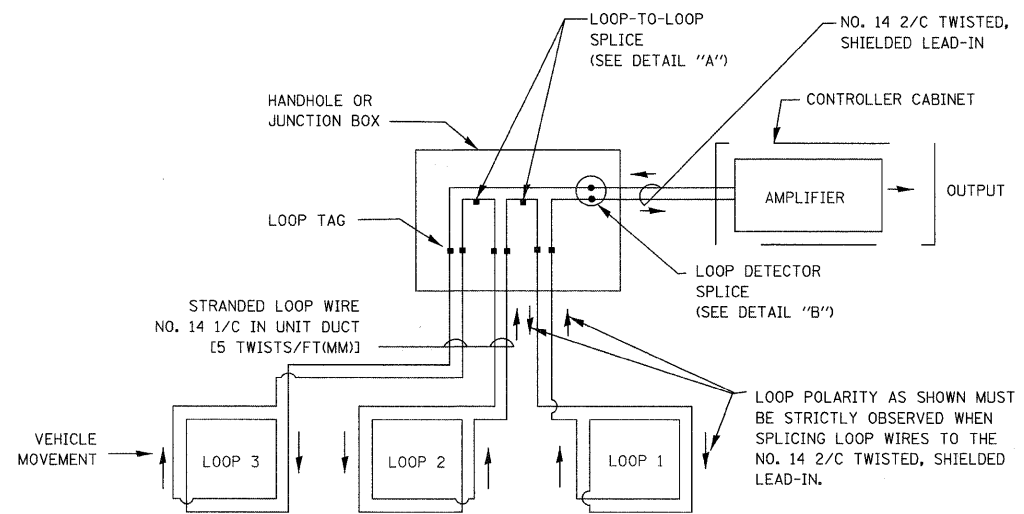 LOOP-TO-LOOP
SPLICE
(SEE DETAIL "A")
NO. 14 2/C TWISTED,
SHIELDED LEAD-IN
HANDHOLE OR
JUNCTION BOX
CONTROLLER CABINET
AMPLIFIER
OUTPUT
LOOP TAG
LOOP DETECTOR
SPLICE
(SEE DETAIL "B")
STRANDED LOOP WIRE
NO. 14 1/C IN UNIT DUCT
[5 TWISTS/FT(MM)]
LOOP POLARITY AS SHOWN MUST
BE STRICTLY OBSERVED WHEN
SPLICING LOOP WIRES TO THE
NO. 14 2/C TWISTED, SHIELDED
LEAD-IN.
VEHICLE
MOVEMENT
LOOP 3
LOOP 2
LOOP 1